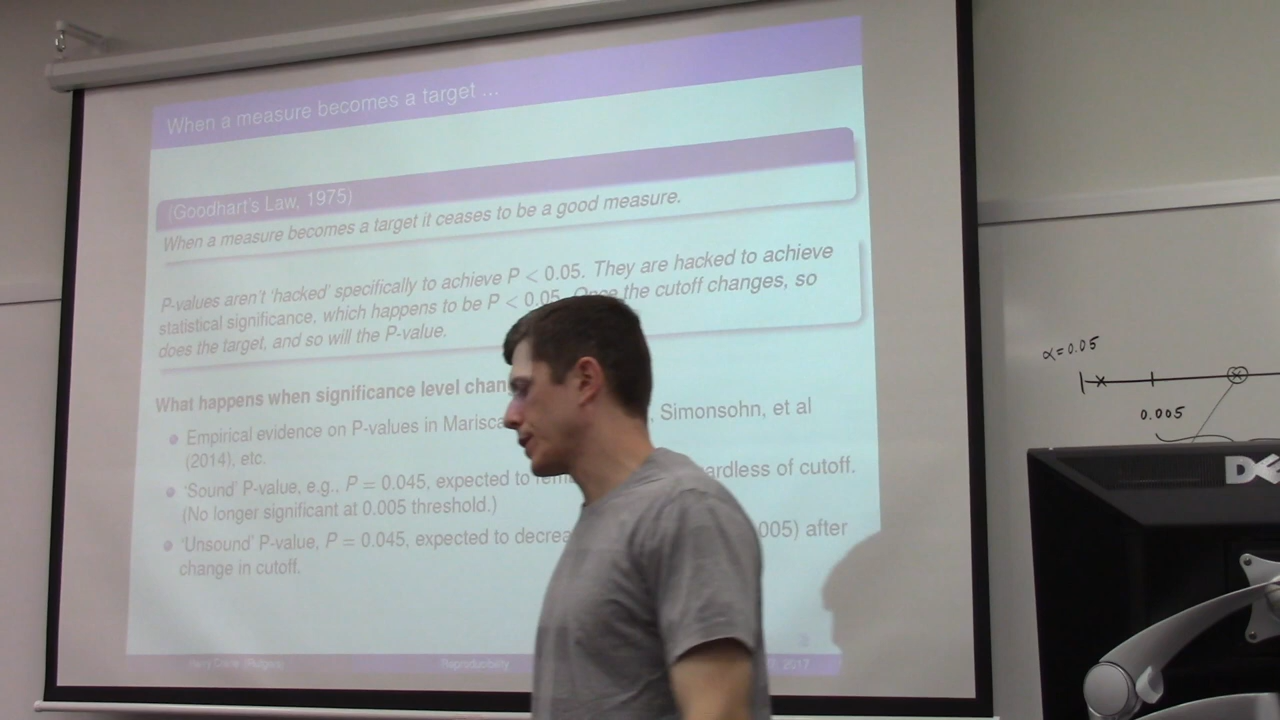 When a measure becomes a target ...
(Goodhart's Law, 1975)
When a measure becomes a target it ceases to be a good measure.
P-values aren't 'hacked' specifically to achieve P < 0.05. They are hacked to achieve
statistical significance, which happens to be P < 0.05. Once the cutoff changes, so
does the target, and so will the P-value.
What happens when significance level
Empirical evidence on P-values in , Simonsohn, et al
(2014), etc.
'Sound' P-value, e.g., P = 0.045, expected to of cutoff.
(No longer significant at 0.005 threshold.)
'Unsound' P-value, P = 0.045, expected to 005) after
change in cutoff.
Harry Crane (Rutgers) Reproducibility 2017
α = 0.05
0.005